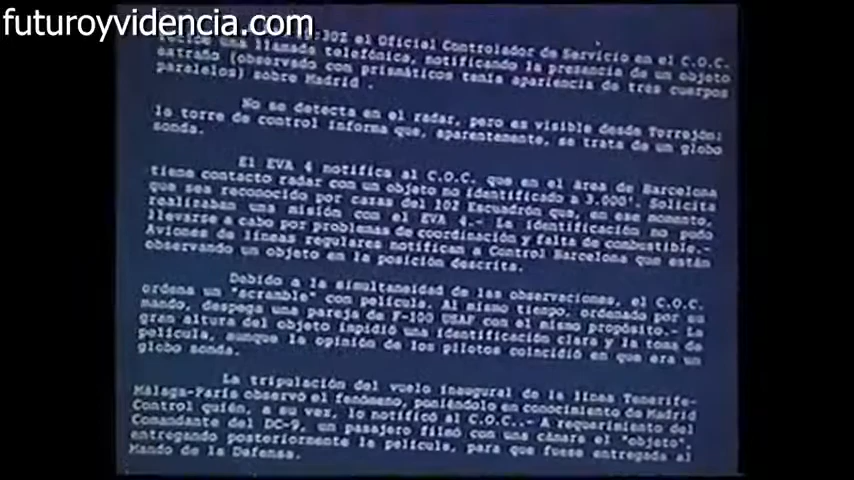 futuroyvidencia.com
30Z el Oficial Controlador de Servicio en el C.O.C.
recibe una llamada telefónica, notificando la presencia de un objeto
extraño (observado con prismáticos tenía apariencia de tres cuerpos
paralelos) sobre Madrid .
No se detecta en el radar, pero es visible desde Torrejón;
la torre de control informa que, aparentemente, se trata de un globo
sonda.
El EVA 4 notifica al C.O.C. que en el área de Barcelona
tiene contacto radar con un objeto no identificado a 3.000'. Solicita
que sea reconocido por cazas del 102 Escuadrón que, en ese momento,
realizaban una misión con el EVA 4.- La identificación no pudo
llevarse a cabo por problemas de coordinación y falta de combustible.-
Aviones de líneas regulares notifican a Control Barcelona que están
observando un objeto en la posición descrita.
Debido a la simultaneidad de las observaciones, el C.O.C.
ordena un "scramble" con película. Al mismo tiempo, ordenado por su
mando, despega una pareja de F-100 USAF con el mismo propósito.- La
gran altura del objeto impidió una identificación clara y la toma de
película, aunque la opinión de los pilotos coincidió en que era un
globo sonda.
La tripulación del vuelo inaugural de la línea Tenerife-
Málaga-París observó el fenómeno, poniéndolo en conocimiento de Madrid
Control quién, a su vez, lo notificó al C.O.C..- A requerimiento del
Comandante del DC-9, un pasajero filmó con una cámara el "objeto",
entregando posteriormente la película, para que fuese entregada al
Mando de la Defensa.